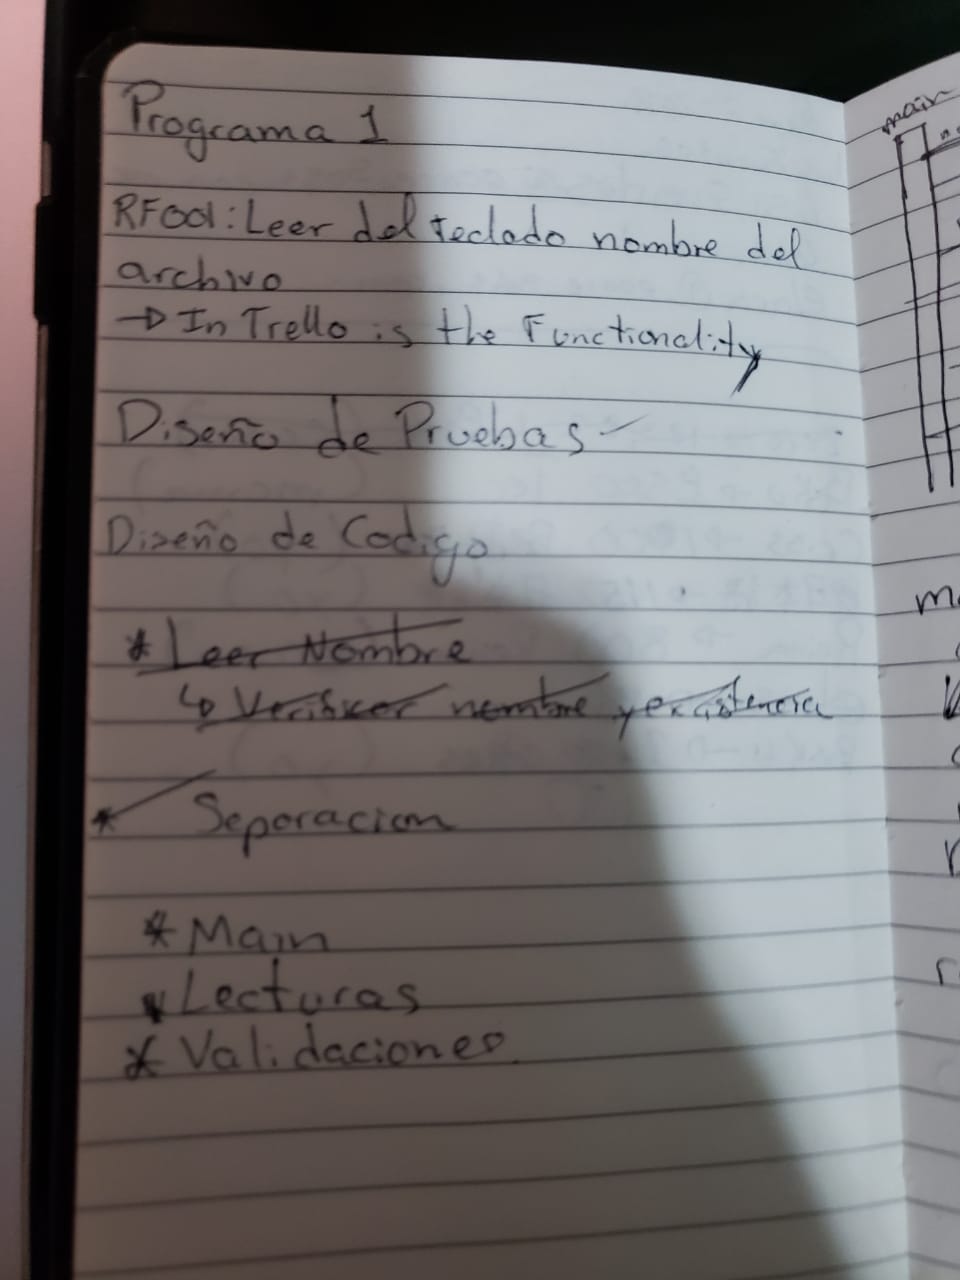 Programa 1
RF001: Leer del teclado nombre del
archivo
→ In Trello is the Functionality
Diseño de Pruebas ✓
Diseño de Codigo
* Leer Nombre
↳ Verificar nombre y existencia
* Separacion
* Main
* Lecturas
* Validaciones
main